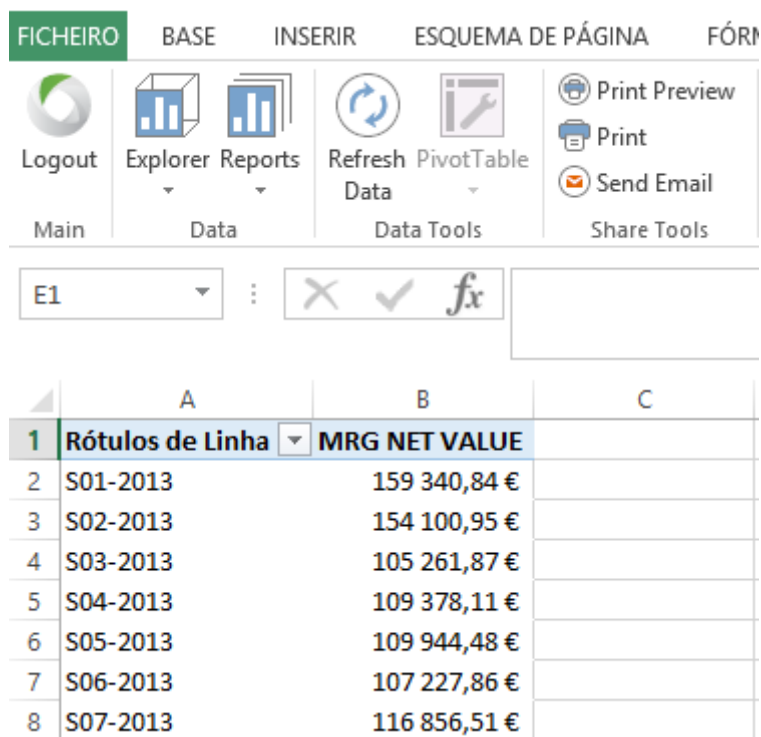 FICHEIRO BASE INSERIR ESQUEMA DE PÁGINA
Logout Explorer Reports Refresh Data PivotTable
Print Preview
Print
Send Email
Main Data Data Tools Share Tools
E1 fx
A B C
1 Rótulos de Linha MRG NET VALUE
2 S01-2013 159 340,84 €
3 S02-2013 154 100,95 €
4 S03-2013 105 261,87 €
5 S04-2013 109 378,11 €
6 S05-2013 109 944,48 €
7 S06-2013 107 227,86 €
8 S07-2013 116 856,51 €